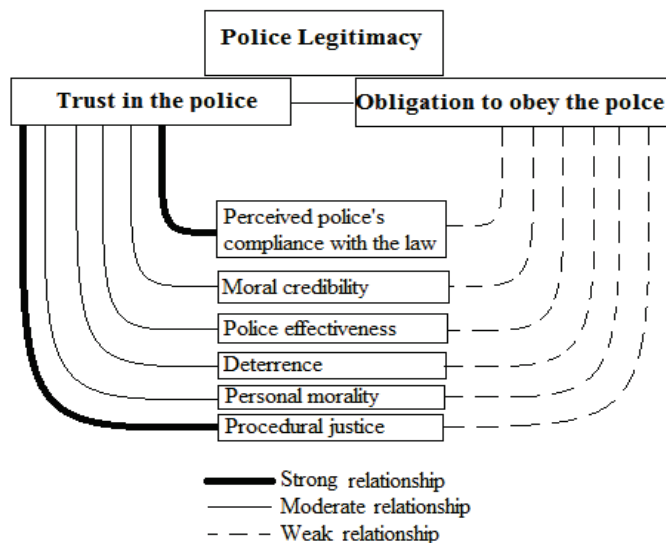 Police Legitimacy
Trust in the police
Obligation to obey the polce
Perceived police's
compliance with the law
Moral credibility
Police effectiveness
Deterrence
Personal morality
Procedural justice
Strong relationship
Moderate relationship
Weak relationship